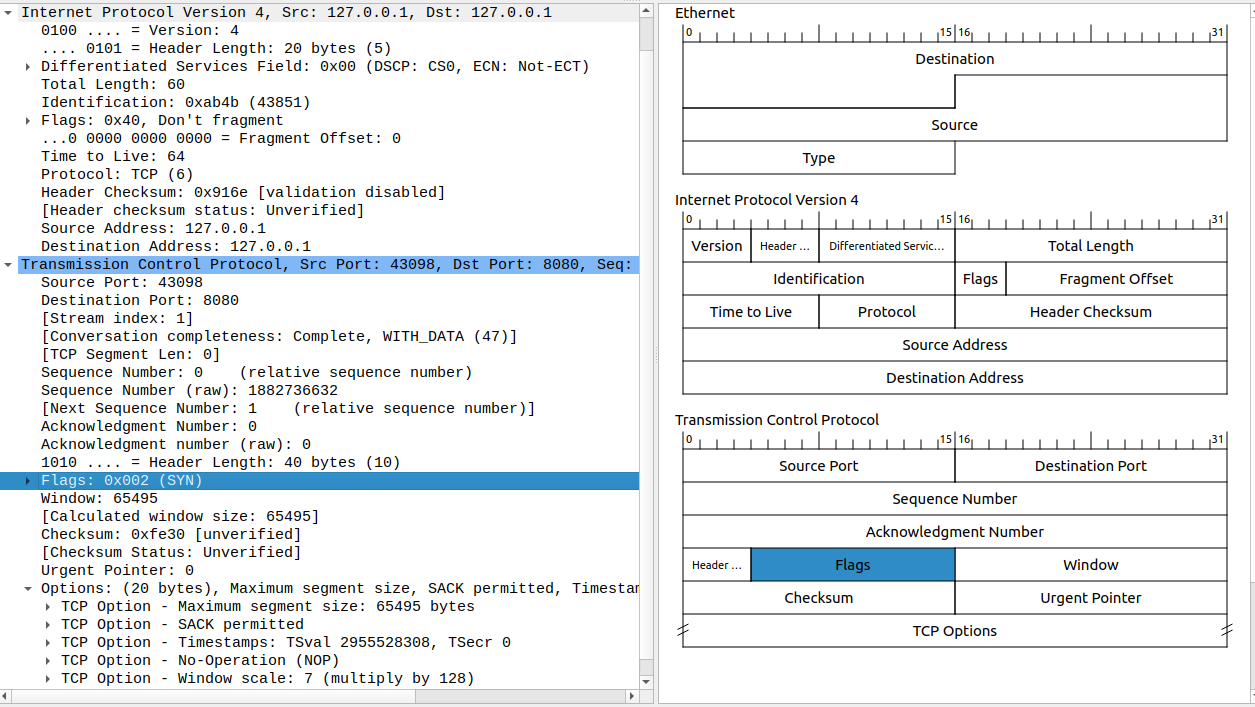 Internet Protocol Version 4, Src: 127.0.0.1, Dst: 127.0.0.1
0100 .... = Version: 4
.... 0101 = Header Length: 20 bytes (5)
Differentiated Services Field: 0x00 (DSCP: CS0, ECN: Not-ECT)
Total Length: 60
Identification: 0xab4b (43851)
Flags: 0x40, Don't fragment
...0 0000 0000 0000 = Fragment Offset: 0
Time to Live: 64
Protocol: TCP (6)
Header Checksum: 0x916e [validation disabled]
[Header checksum status: Unverified]
Source Address: 127.0.0.1
Destination Address: 127.0.0.1
Transmission Control Protocol, Src Port: 43098, Dst Port: 8080, Seq:
Source Port: 43098
Destination Port: 8080
[Stream index: 1]
[Conversation completeness: Complete, WITH_DATA (47)]
[TCP Segment Len: 0]
Sequence Number: 0    (relative sequence number)
Sequence Number (raw): 1882736632
[Next Sequence Number: 1    (relative sequence number)]
Acknowledgment Number: 0
Acknowledgment number (raw): 0
1010 .... = Header Length: 40 bytes (10)
Flags: 0x002 (SYN)
Window: 65495
[Calculated window size: 65495]
Checksum: 0xfe30 [unverified]
[Checksum Status: Unverified]
Urgent Pointer: 0
Options: (20 bytes), Maximum segment size, SACK permitted, Timestam
TCP Option - Maximum segment size: 65495 bytes
TCP Option - SACK permitted
TCP Option - Timestamps: TSval 2955528308, TSecr 0
TCP Option - No-Operation (NOP)
TCP Option - Window scale: 7 (multiply by 128)
Ethernet
0 15 16 31
Destination
Source
Type
Internet Protocol Version 4
0 15 16 31
Version Header ... Differentiated Servic... Total Length
Identification Flags Fragment Offset
Time to Live Protocol Header Checksum
Source Address
Destination Address
Transmission Control Protocol
0 15 16 31
Source Port Destination Port
Sequence Number
Acknowledgment Number
Header ... Flags Window
Checksum Urgent Pointer
TCP Options